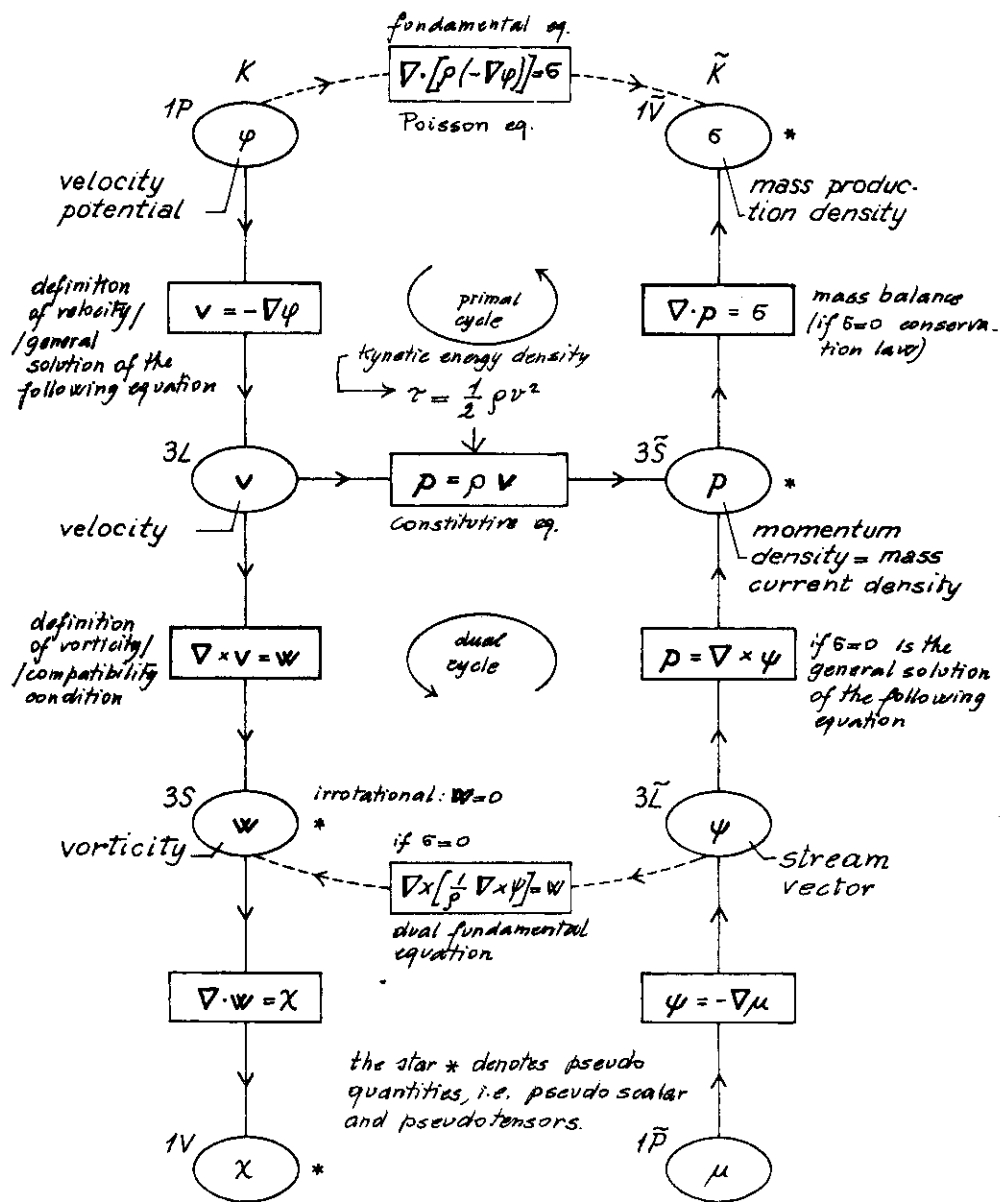 fundamental eq.
K
∇·[ρ(-∇φ)]=σ
K̃
1P
Poisson eq.
1Ṽ
φ
σ *
velocity
potential
mass produc-
tion density
definition
of velocity/
/general
solution of the
following equation
v = -∇φ
primal
cycle
∇·p = σ
mass balance
(if σ=0 conserva-
tion law)
kynetic energy density
τ = 1/2 ρv²
3L
v
p = ρ v
3S̃
p *
velocity
constitutive eq.
momentum
density = mass
current density
definition
of vorticity/
/compatibility
condition
∇×v = w
dual
cycle
p = ∇×ψ
if σ=0 is the
general solution
of the following
equation
3S
w *
irrotational: w=0
3L̃
ψ
vorticity
if σ=0
stream
vector
∇×[1/ρ ∇×ψ]=w
dual fundamental
equation
∇·w = χ
ψ = -∇μ
the star * denotes pseudo
quantities, i.e. pseudo scalar
and pseudotensors.
1V
χ *
1P̃
μ